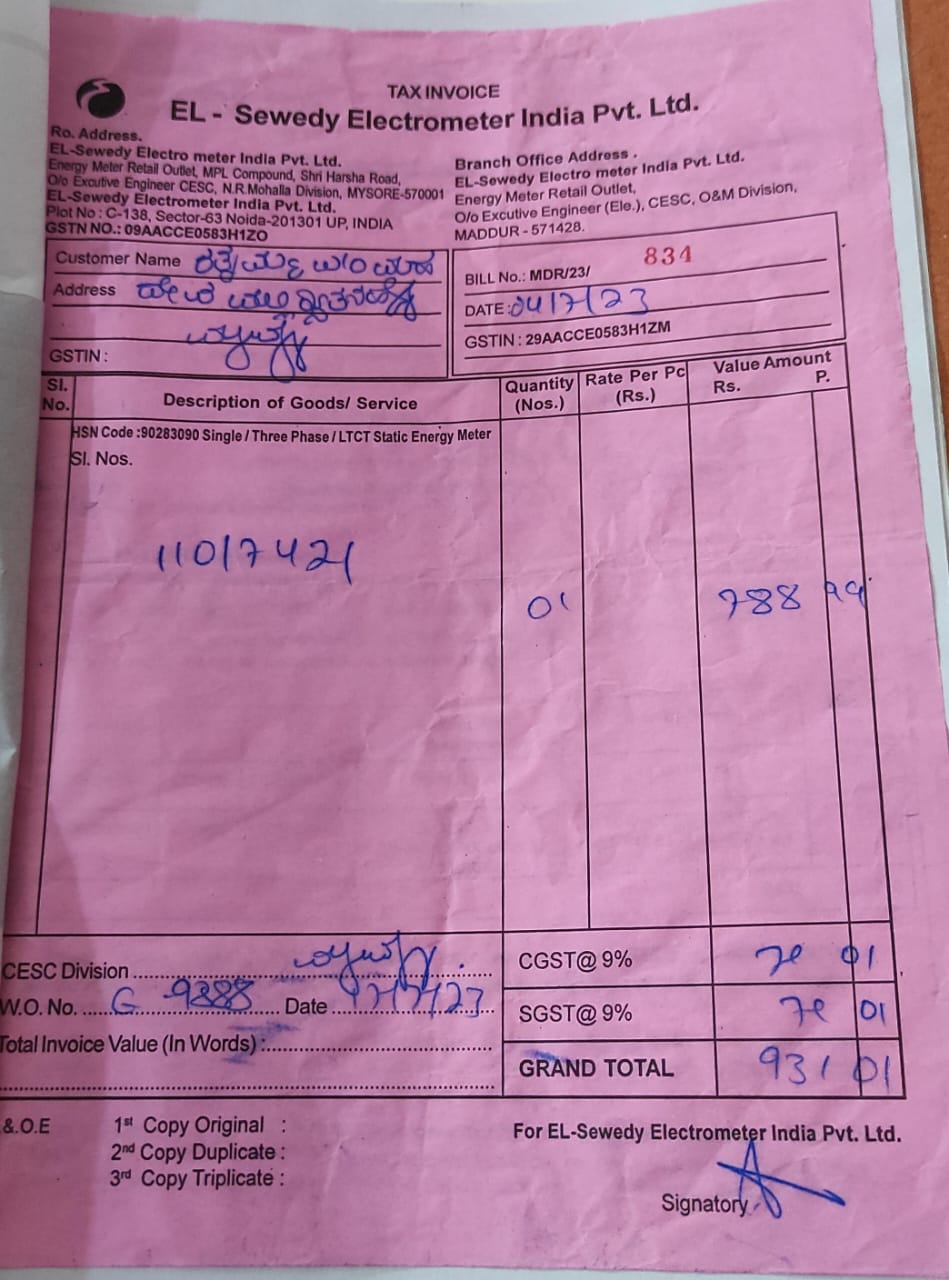 TAX INVOICE
EL - Sewedy Electrometer India Pvt. Ltd.
Ro. Address.
EL-Sewedy Electro meter India Pvt. Ltd.
Energy Meter Retail Outlet, MPL Compound, Shri Harsha Road,
O/o Excutive Engineer CESC, N.R.Mohalla Division, MYSORE-570001
EL-Sewedy Electrometer India Pvt. Ltd.
Plot No : C-138, Sector-63 Noida-201301 UP, INDIA
GSTN NO.: 09AACCE0583H1ZO
Branch Office Address .
EL-Sewedy Electro meter India Pvt. Ltd.
Energy Meter Retail Outlet,
O/o Excutive Engineer (Ele.), CESC, O&M Division,
MADDUR - 571428.
Customer Name
Address
GSTIN :
BILL No.: MDR/23/ 834
DATE : 04/7/23
GSTIN : 29AACCE0583H1ZM
Sl. No. Description of Goods/ Service Quantity (Nos.) Rate Per Pc (Rs.) Value Amount Rs. P.
HSN Code :90283090 Single / Three Phase / LTCT Static Energy Meter
Sl. Nos.
11017421
01 788 99
CESC Division
W.O. No. G 9388 Date
Total Invoice Value (In Words) :
CGST@ 9% 01
SGST@ 9% 01
GRAND TOTAL 931 01
&.O.E
1st Copy Original :
2nd Copy Duplicate :
3rd Copy Triplicate :
For EL-Sewedy Electrometer India Pvt. Ltd.
Signatory